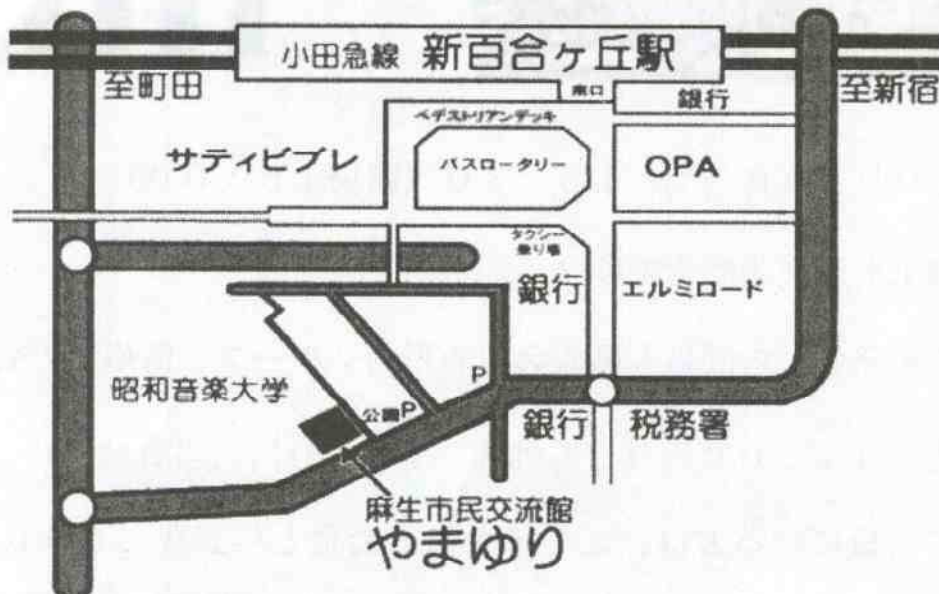 小田急線 新百合ヶ丘駅
至町田
南口
銀行
至新宿
ペデストリアンデッキ
サティビブレ
バスロータリー
OPA
タクシー
乗り場
銀行
エルミロード
P
昭和音楽大学
公園
P
銀行
税務署
麻生市民交流館
やまゆり